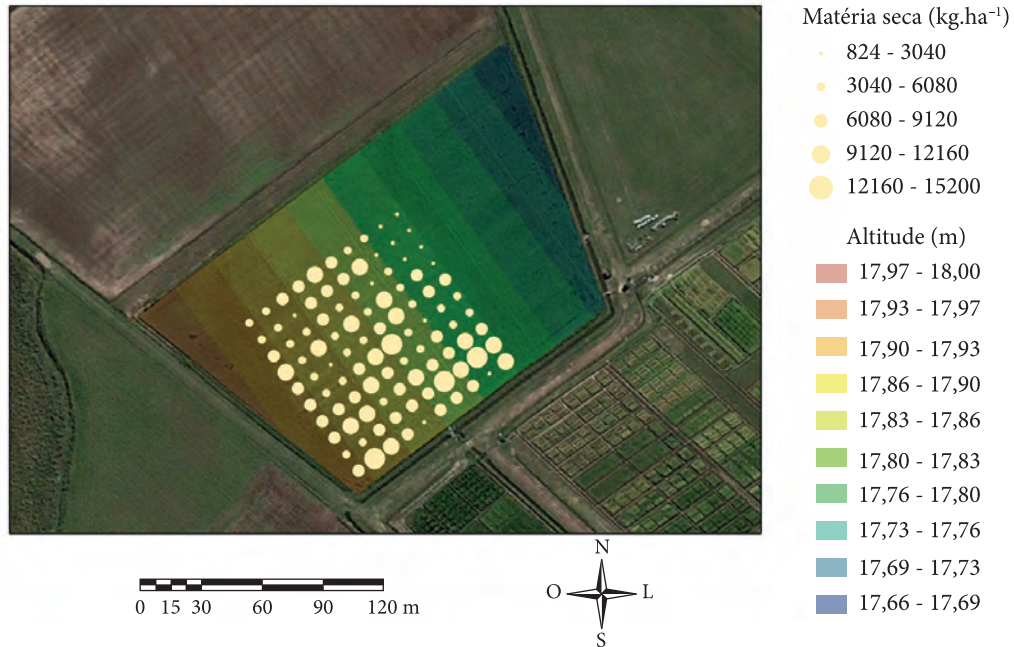 Matéria seca (kg.ha⁻¹)
824 - 3040
3040 - 6080
6080 - 9120
9120 - 12160
12160 - 15200
Altitude (m)
17,97 - 18,00
17,93 - 17,97
17,90 - 17,93
17,86 - 17,90
17,83 - 17,86
17,80 - 17,83
17,76 - 17,80
17,73 - 17,76
17,69 - 17,73
17,66 - 17,69
0 15 30 60 90 120 m
N
O L
S